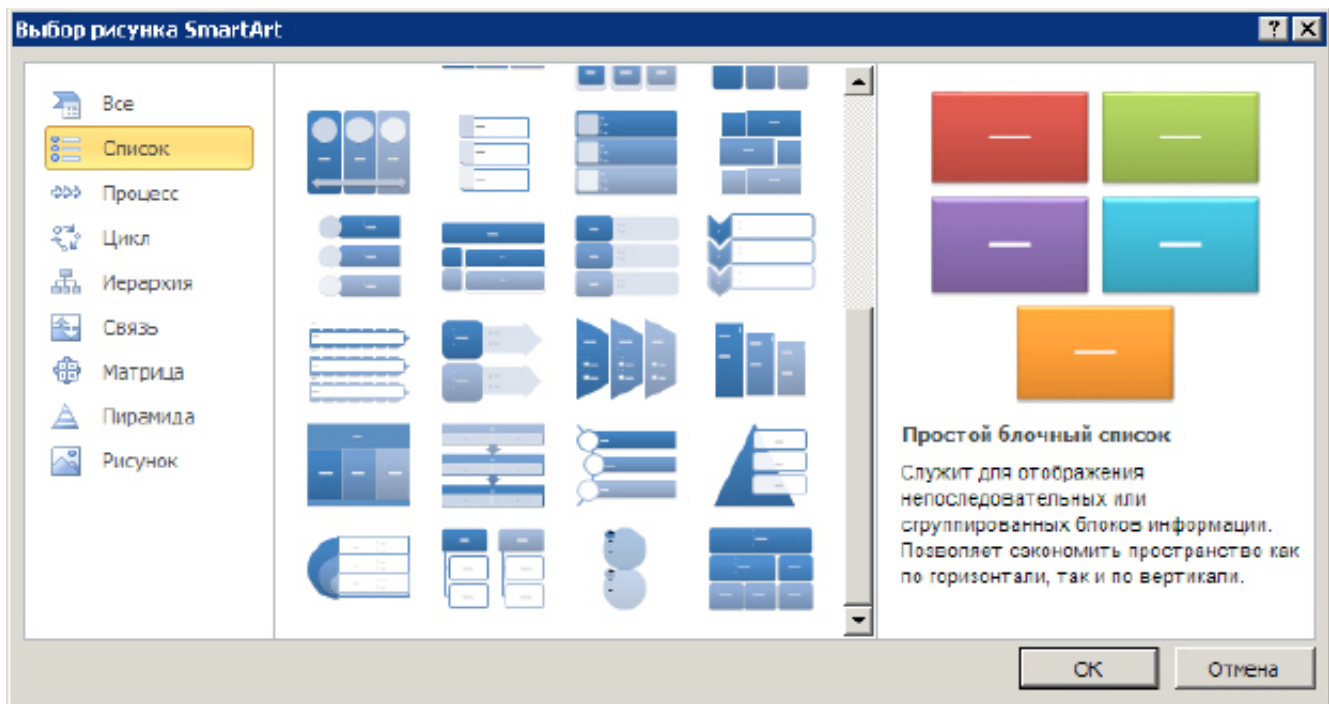 Выбор рисунка SmartArt
Все
Список
Процесс
Цикл
Иерархия
Связь
Матрица
Пирамида
Рисунок
Простой блочный список
Служит для отображения
непоследовательных или
сгруппированных блоков информации.
Позволяет сэкономить пространство как
по горизонтали, так и по вертикали.
ОК
Отмена